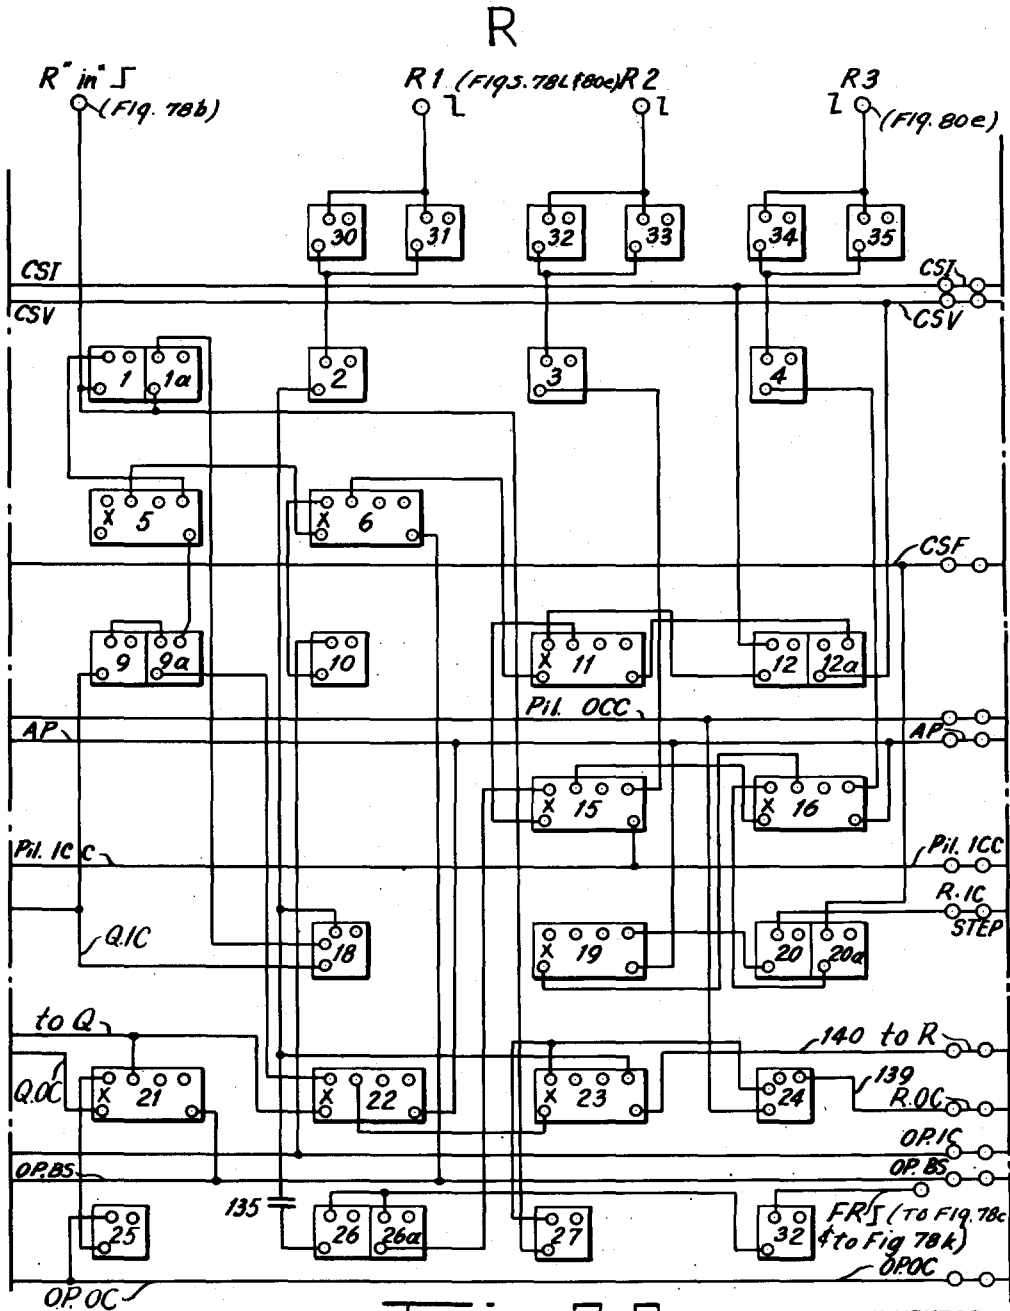 R
R "in"
(FIG. 78b)
R1 (FIGS. 78L & 80e)
R2
R3
(FIG. 80e)
30 31 32 33 34 35
CSI
CSI
CSV
CSV
1 1a 2 3 4
5 X
6 X
CSF
9 9a 10 11 X 12 12a
Pil. OCC
AP
AP
15 X
16 X
Pil. ICC
Pil. ICC
R.IC
STEP
Q.IC
18 19 X 20 20a
to Q
140 to R
Q.OC
21 X
22 X
23 X
24
139
R.OC
OP.IC
OP.BS
OP.BS
135
25 26 26a 27 32
FR (TO FIG. 78c
& to Fig 78k)
OP.OC
OP.OC